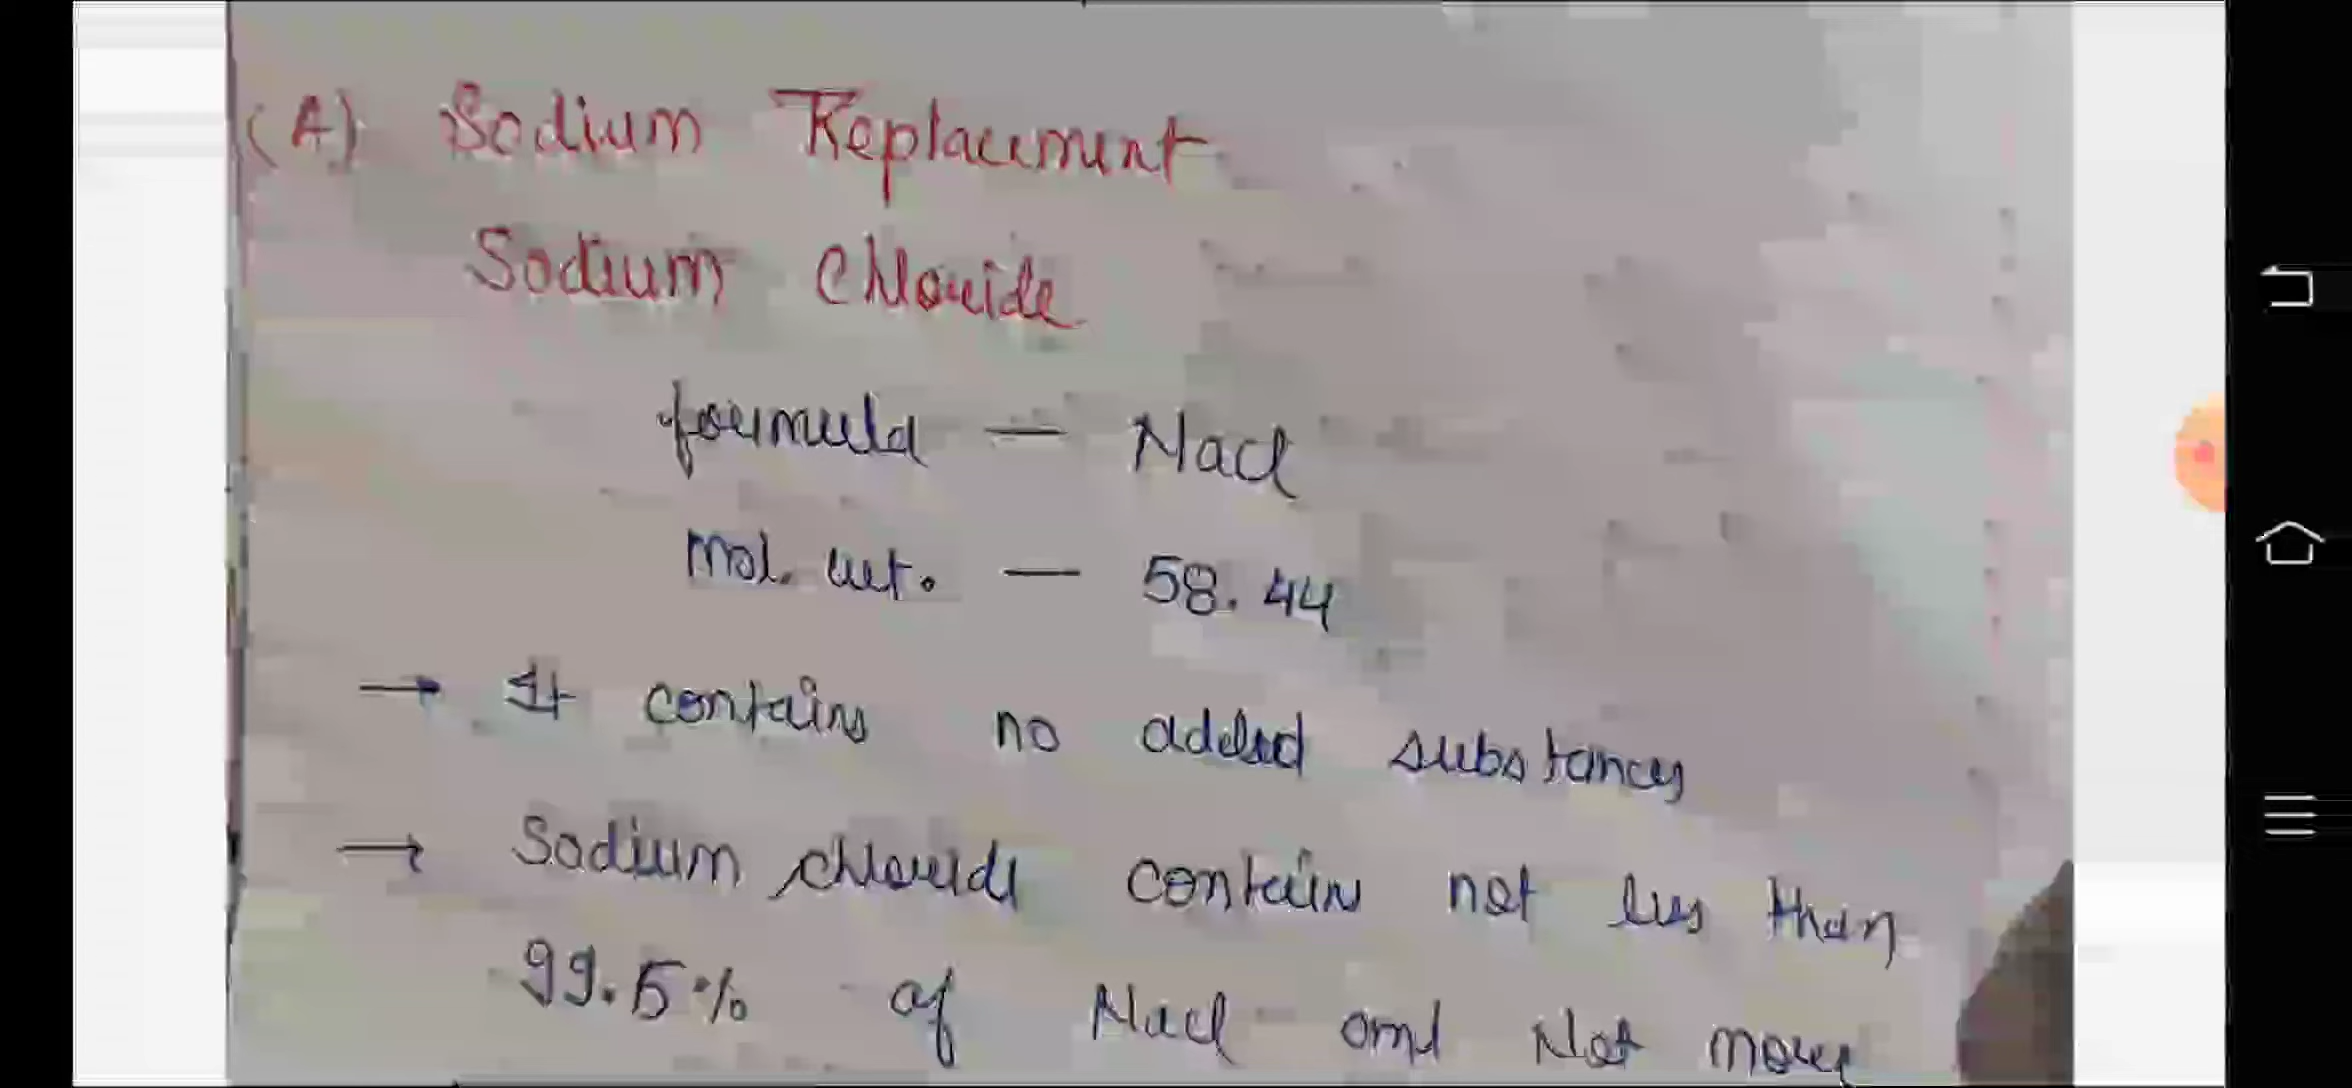 (A) Sodium Replacement
Sodium Chloride
formula — Nacl
mol. wt. — 58.44
→ It contains no added substances
→ Sodium chloride contain not less than
99.5% of Nacl and Not more